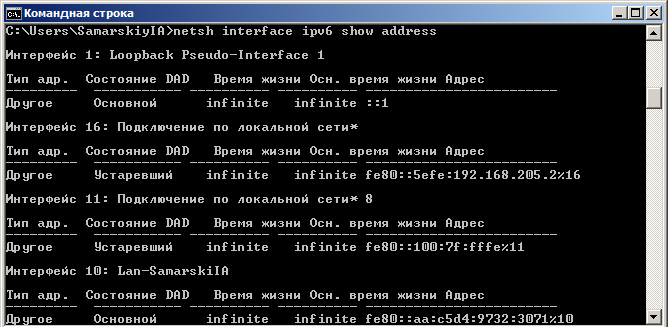 Командная строка
C:\Users\SamarskiyIA>netsh interface ipv6 show address
Интерфейс 1: Loopback Pseudo-Interface 1
Тип адр. Состояние DAD Время жизни Осн. время жизни Адрес
--------- ----------- ---------- ---------- ------------------------
Другое Основной infinite infinite ::1
Интерфейс 16: Подключение по локальной сети*
Тип адр. Состояние DAD Время жизни Осн. время жизни Адрес
--------- ----------- ---------- ---------- ------------------------
Другое Устаревший infinite infinite fe80::5efe:192.168.205.2%16
Интерфейс 11: Подключение по локальной сети* 8
Тип адр. Состояние DAD Время жизни Осн. время жизни Адрес
--------- ----------- ---------- ---------- ------------------------
Другое Устаревший infinite infinite fe80::100:7f:fffe%11
Интерфейс 10: Lan-SamarskiIA
Тип адр. Состояние DAD Время жизни Осн. время жизни Адрес
--------- ----------- ---------- ---------- ------------------------
Другое Основной infinite infinite fe80::aa:c5d4:9732:3071%10